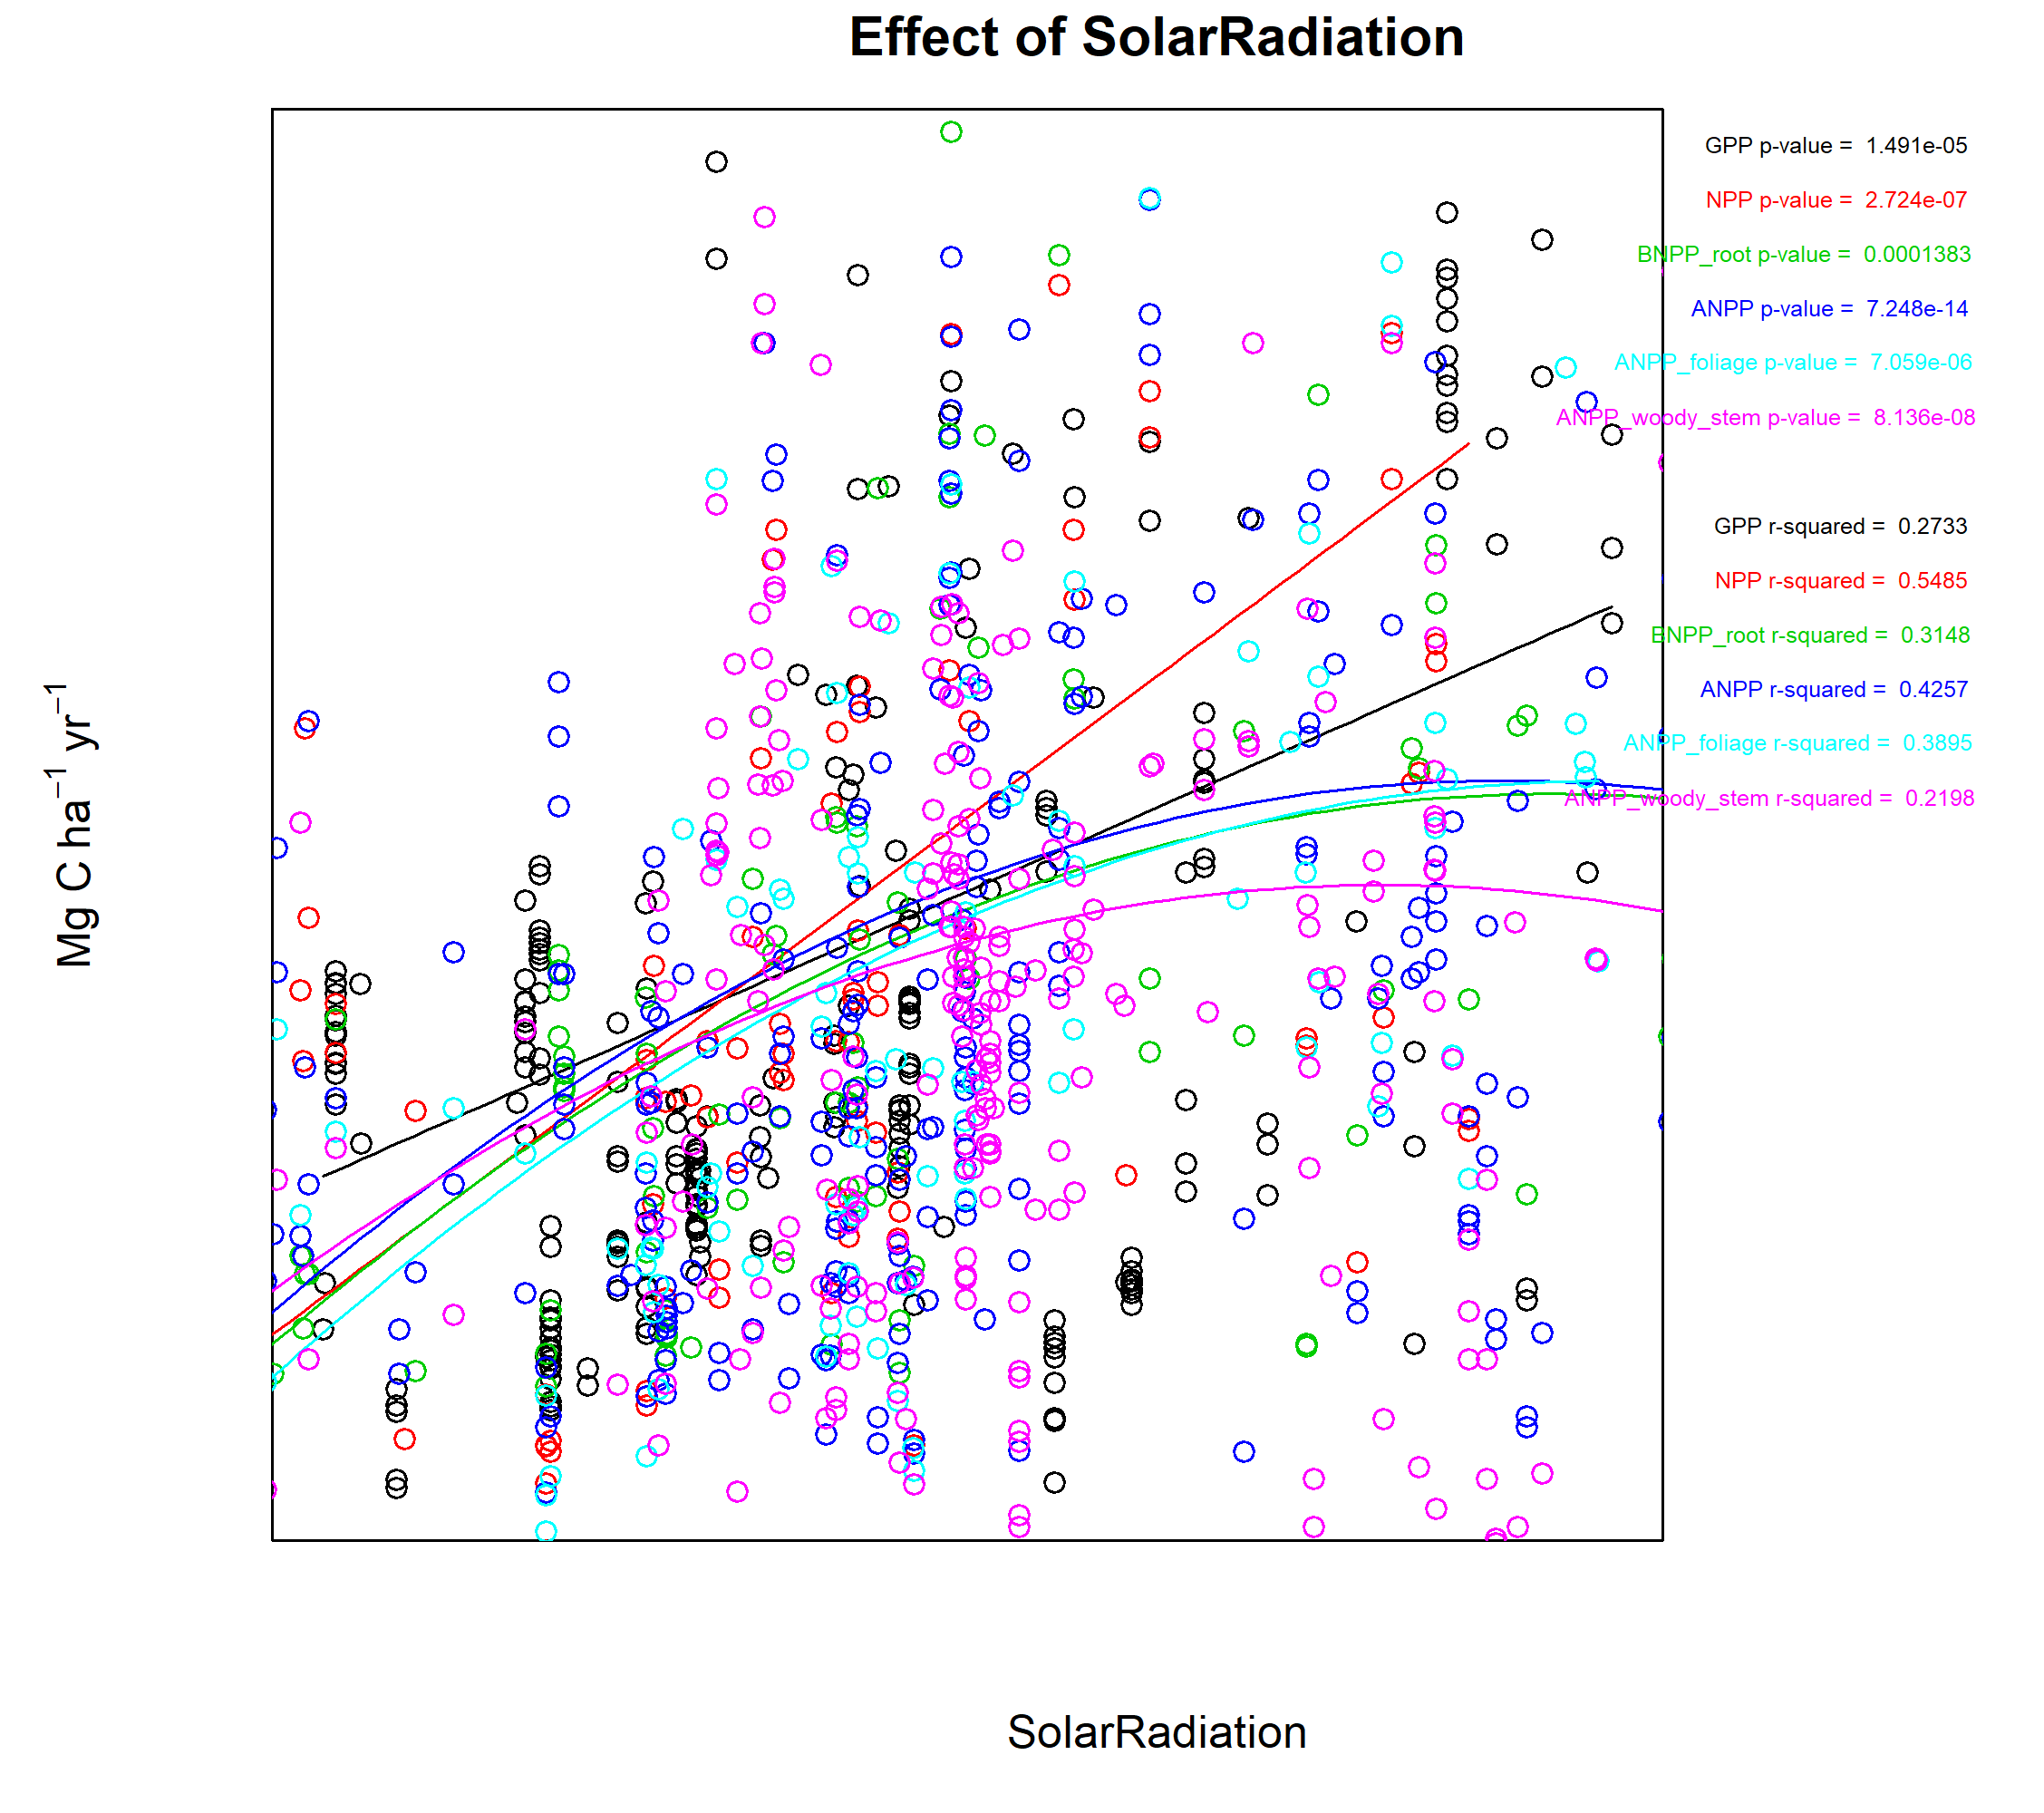 Effect of SolarRadiation
GPP p-value = 1.491e-05
NPP p-value = 2.724e-07
BNPP_root p-value = 0.0001383
ANPP p-value = 7.248e-14
ANPP_foliage p-value = 7.059e-06
ANPP_woody_stem p-value = 8.136e-08
GPP r-squared = 0.2733
NPP r-squared = 0.5485
BNPP_root r-squared = 0.3148
ANPP r-squared = 0.4257
ANPP_foliage r-squared = 0.3895
ANPP_woody_stem r-squared = 0.2198
Mg C ha⁻¹ yr⁻¹
SolarRadiation